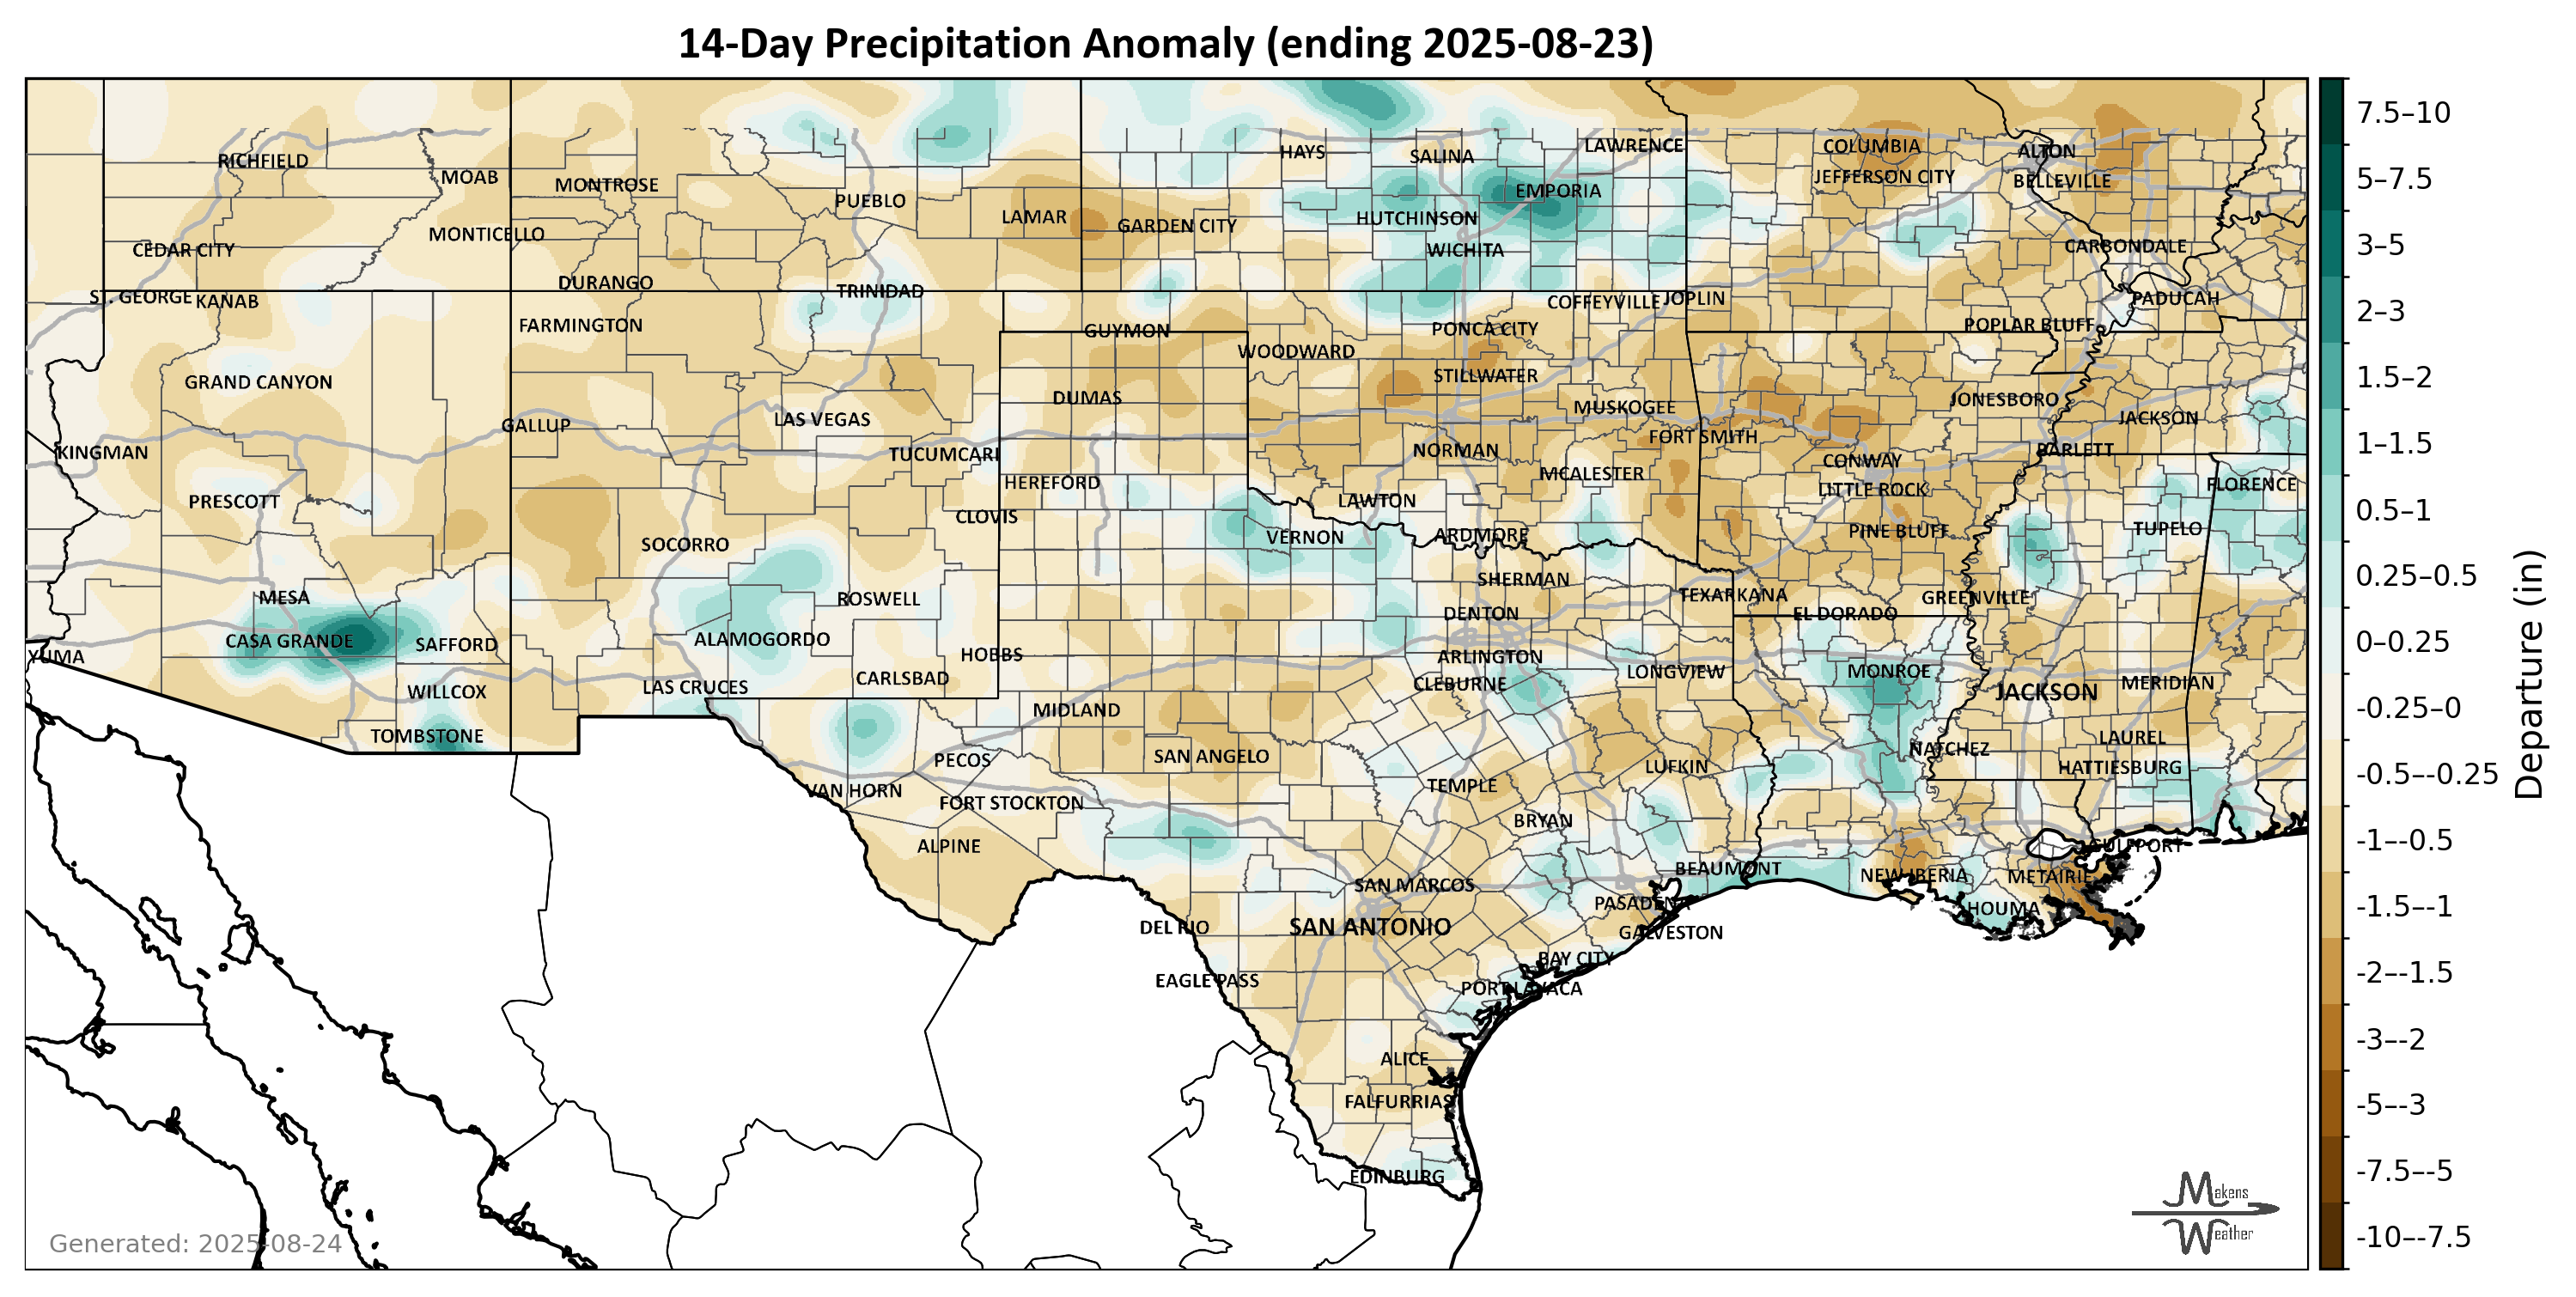 14-Day Precipitation Anomaly (ending 2025-08-23)
RICHFIELD
MOAB
MONTROSE
PUEBLO
LAMAR
GARDEN CITY
HAYS
SALINA
LAWRENCE
EMPORIA
HUTCHINSON
WICHITA
COLUMBIA
JEFFERSON CITY
ALTON
BELLEVILLE
CEDAR CITY
MONTICELLO
DURANGO
TRINIDAD
CARBONDALE
ST. GEORGE
KANAB
FARMINGTON
GUYMON
COFFEYVILLE
JOPLIN
PADUCAH
PONCA CITY
POPLAR BLUFF
WOODWARD
GRAND CANYON
DUMAS
STILLWATER
JONESBORO
JACKSON
GALLUP
LAS VEGAS
MUSKOGEE
FORT SMITH
KINGMAN
TUCUMCARI
NORMAN
CONWAY
BARLETT
PRESCOTT
HEREFORD
LAWTON
MCALESTER
LITTLE ROCK
FLORENCE
CLOVIS
VERNON
ARDMORE
PINE BLUFF
TUPELO
SOCORRO
SHERMAN
MESA
ROSWELL
DENTON
TEXARKANA
GREENVILLE
EL DORADO
CASA GRANDE
SAFFORD
ALAMOGORDO
HOBBS
ARLINGTON
YUMA
WILLCOX
LAS CRUCES
CARLSBAD
CLEBURNE
LONGVIEW
MONROE
JACKSON
MERIDIAN
TOMBSTONE
MIDLAND
SAN ANGELO
NATCHEZ
LAUREL
PECOS
LUFKIN
HATTIESBURG
VAN HORN
FORT STOCKTON
TEMPLE
BRYAN
ALPINE
GULFPORT
SAN MARCOS
BEAUMONT
NEW IBERIA
METAIRIE
DEL RIO
SAN ANTONIO
PASADENA
HOUMA
GALVESTON
EAGLE PASS
BAY CITY
PORT LAVACA
ALICE
FALFURRIAS
EDINBURG
Generated: 2025-08-24
Makens
Weather
7.5–10
5–7.5
3–5
2–3
1.5–2
1–1.5
0.5–1
0.25–0.5
0–0.25
-0.25–0
-0.5–-0.25
-1–-0.5
-1.5–-1
-2–-1.5
-3–-2
-5–-3
-7.5–-5
-10–-7.5
Departure (in)